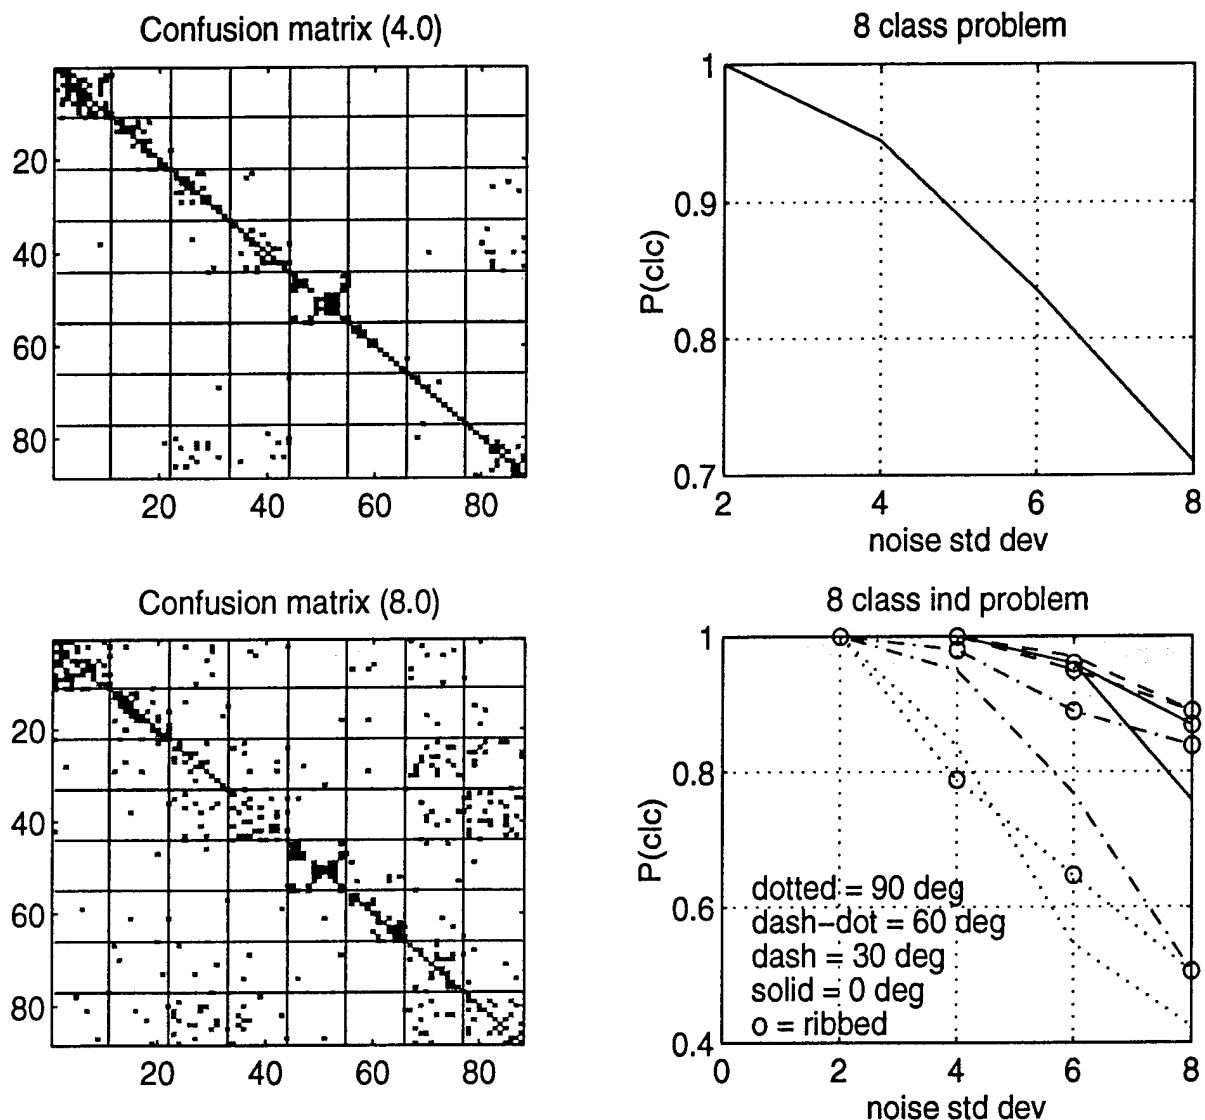 Confusion matrix (4.0)
20
40
60
80
20 40 60 80
8 class problem
1
0.9
0.8
0.7
P(clc)
2 4 6 8
noise std dev
Confusion matrix (8.0)
20
40
60
80
20 40 60 80
8 class ind problem
1
0.8
0.6
0.4
P(clc)
dotted = 90 deg
dash-dot = 60 deg
dash = 30 deg
solid = 0 deg
o = ribbed
0 2 4 6 8
noise std dev